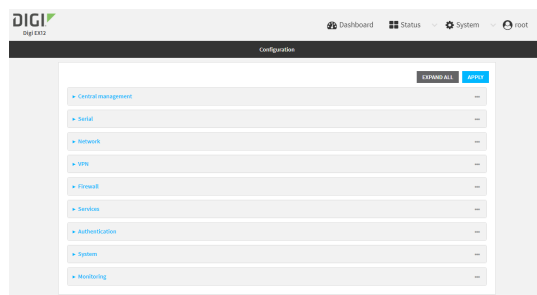 DIGI
Digi EX12
Dashboard
Status
System
root
Configuration
EXPAND ALL
APPLY
Central management
Serial
Network
VPN
Firewall
Services
Authentication
System
Monitoring